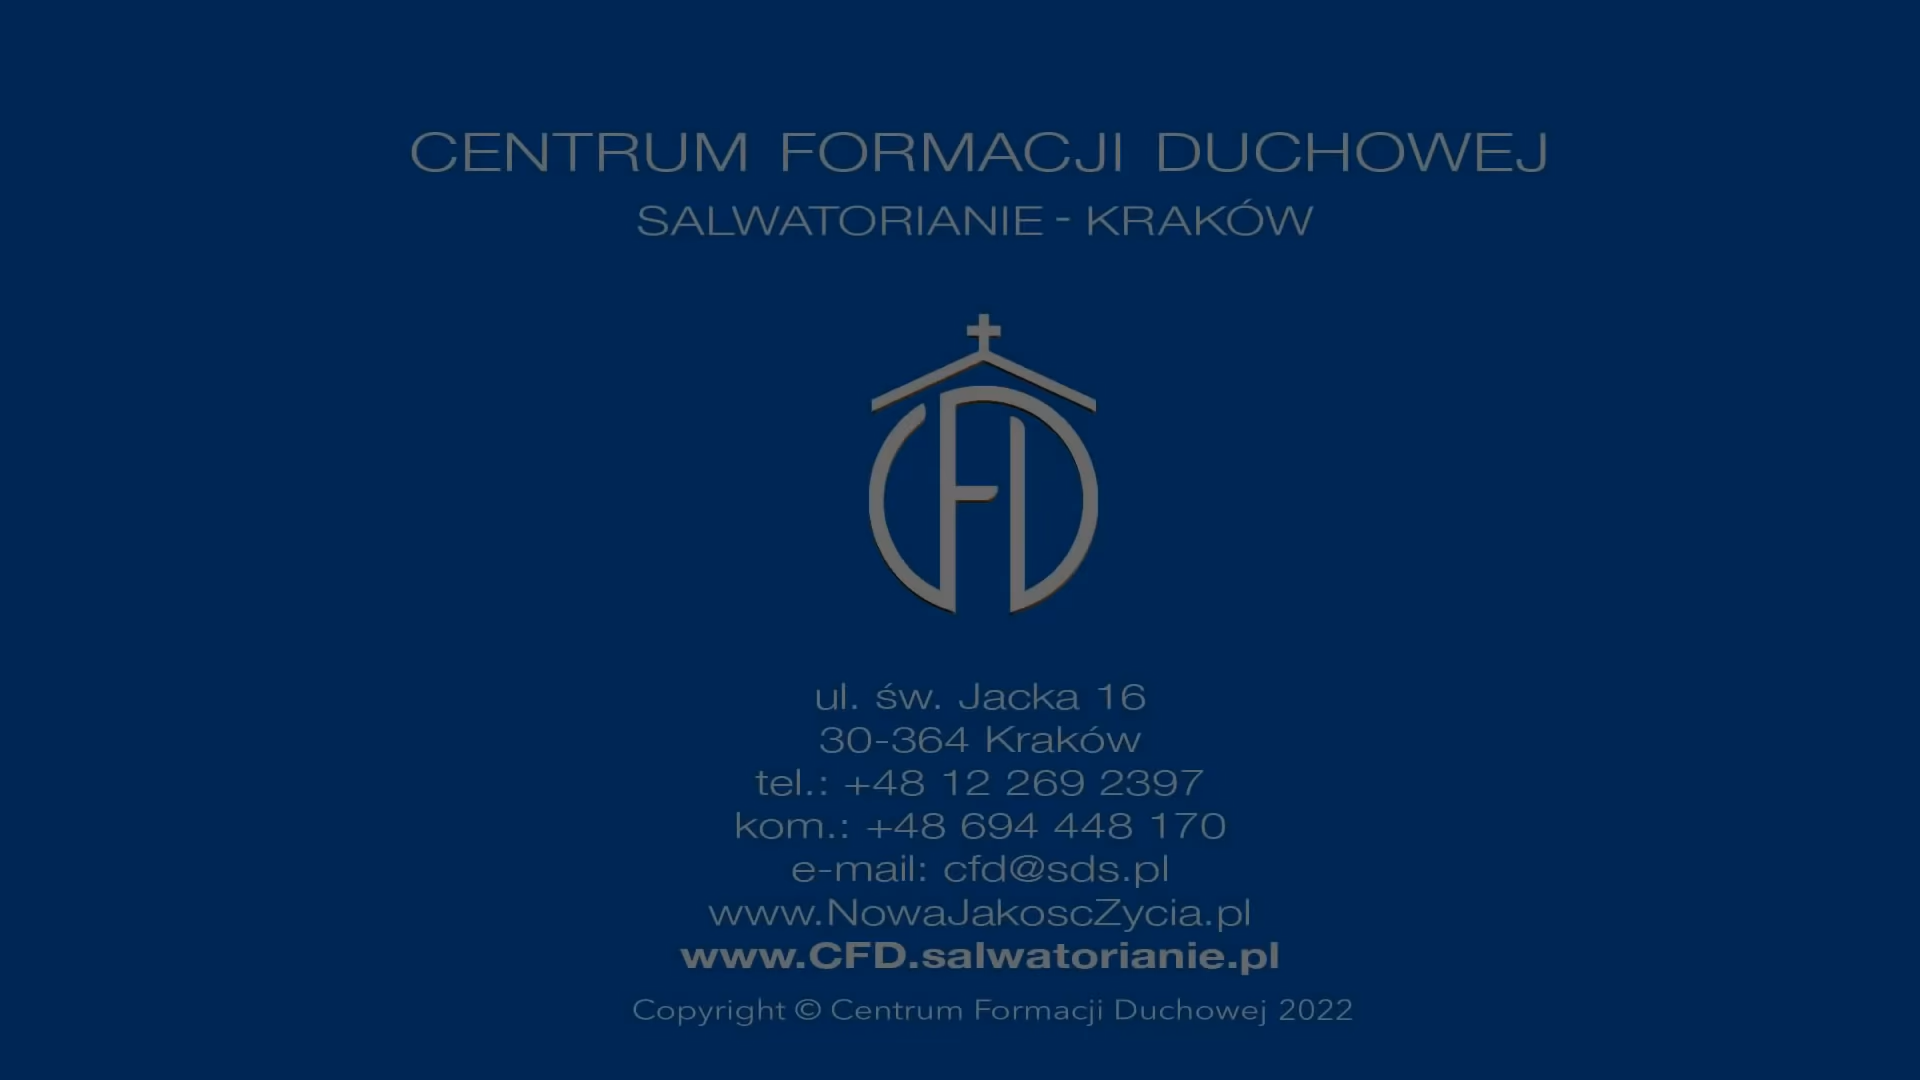 CENTRUM FORMACJI DUCHOWEJ
SALWATORIANIE - KRAKÓW
CFD
ul. św. Jacka 16
30-364 Kraków
tel.: +48 12 269 2397
kom.: +48 694 448 170
e-mail: cfd@sds.pl
www.NowaJakoscZycia.pl
www.CFD.salwatorianie.pl
Copyright © Centrum Formacji Duchowej 2022